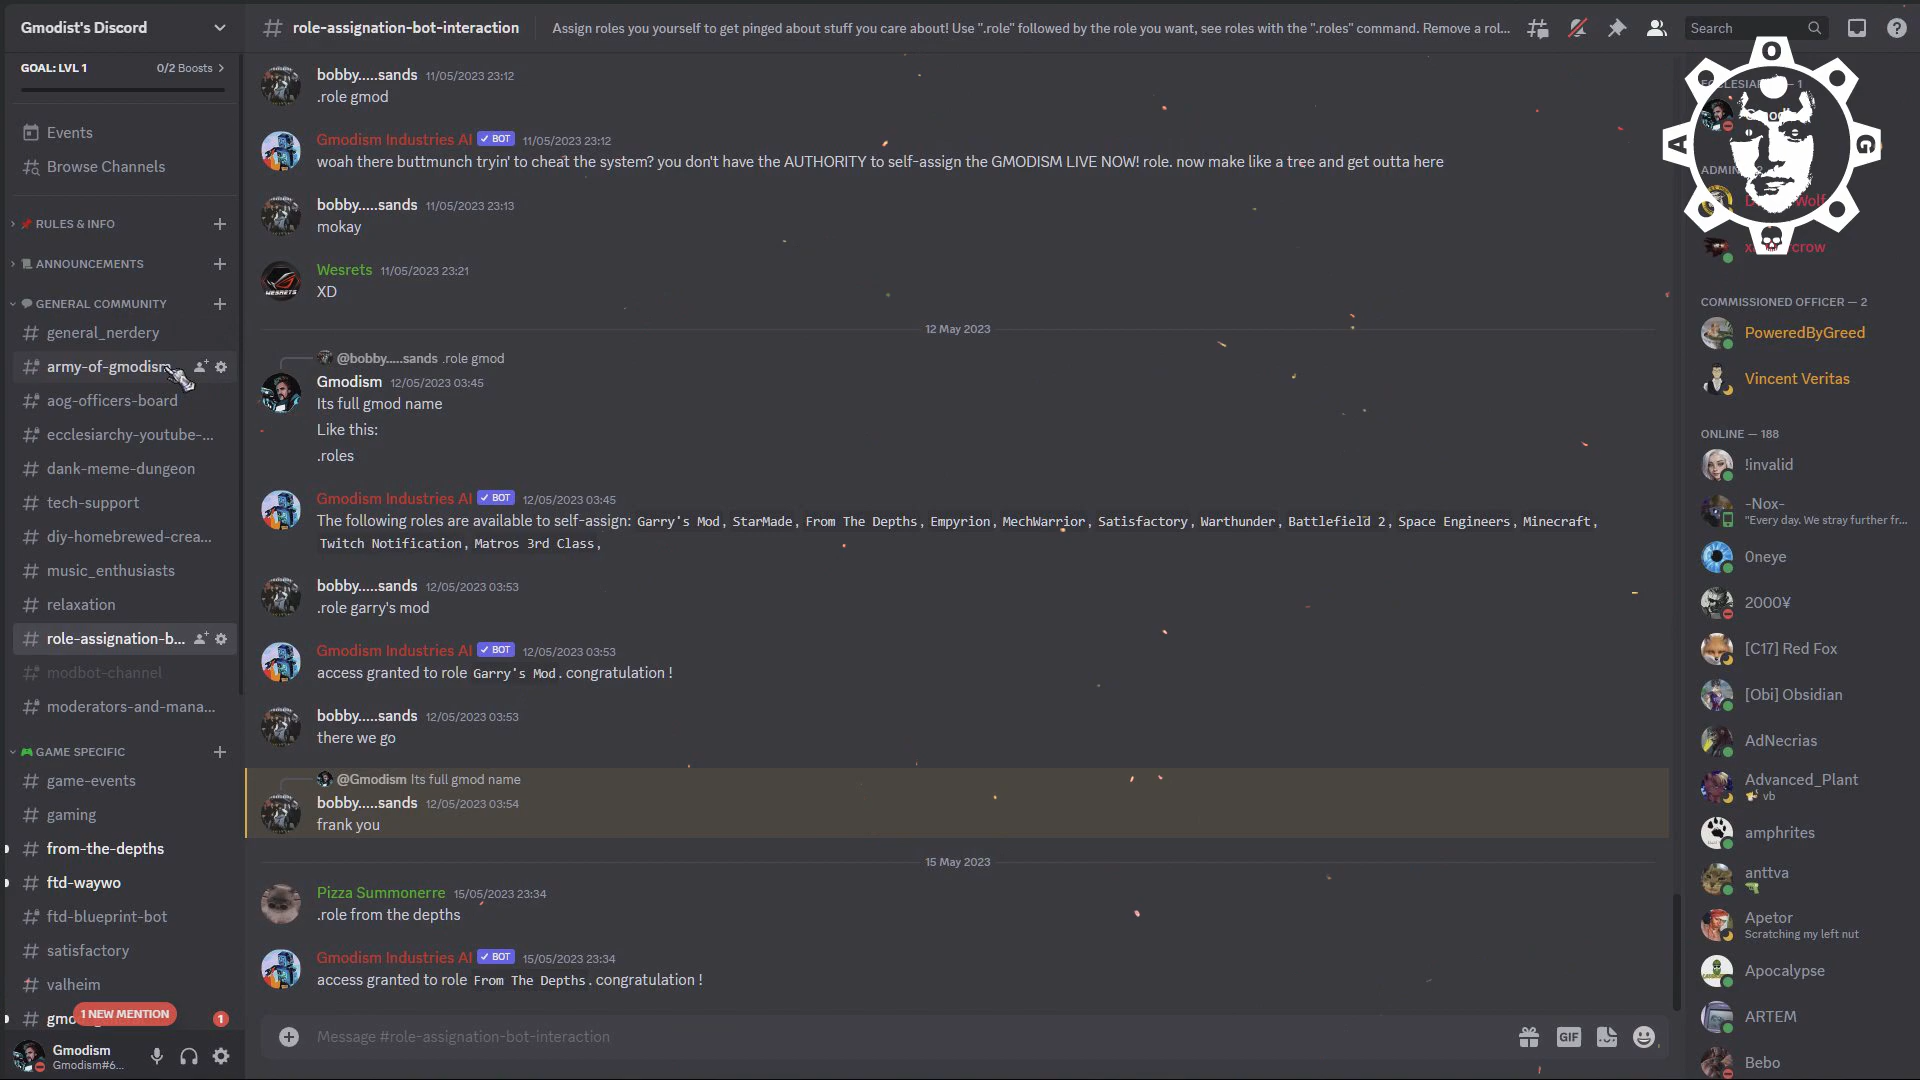 Gmodist's Discord
GOAL: LVL 1
0/2 Boosts
Events
Browse Channels
RULES & INFO
ANNOUNCEMENTS
GENERAL COMMUNITY
general_nerdery
army-of-gmodism
aog-officers-board
ecclesiarchy-youtube-...
dank-meme-dungeon
tech-support
diy-homebrewed-crea...
music_enthusiasts
relaxation
role-assignation-b...
modbot-channel
moderators-and-mana...
GAME SPECIFIC
game-events
gaming
from-the-depths
ftd-waywo
ftd-blueprint-bot
satisfactory
valheim
1 NEW MENTION
1
Gmodism
Gmodism#6...
role-assignation-bot-interaction
Assign roles you yourself to get pinged about stuff you care about! Use ".role" followed by the role you want, see roles with the ".roles" command. Remove a rol...
Search
bobby.....sands 11/05/2023 23:12
.role gmod
Gmodism Industries AI BOT 11/05/2023 23:12
woah there buttmunch tryin' to cheat the system? you don't have the AUTHORITY to self-assign the GMODISM LIVE NOW! role. now make like a tree and get outta here
bobby.....sands 11/05/2023 23:13
mokay
Wesrets 11/05/2023 23:21
XD
12 May 2023
@bobby.....sands .role gmod
Gmodism 12/05/2023 03:45
Its full gmod name
Like this:
.roles
Gmodism Industries AI BOT 12/05/2023 03:45
The following roles are available to self-assign: Garry's Mod, StarMade, From The Depths, Empyrion, MechWarrior, Satisfactory, Warthunder, Battlefield 2, Space Engineers, Minecraft,
Twitch Notification, Matros 3rd Class,
bobby.....sands 12/05/2023 03:53
.role garry's mod
Gmodism Industries AI BOT 12/05/2023 03:53
access granted to role Garry's Mod. congratulation !
bobby.....sands 12/05/2023 03:53
there we go
@Gmodism Its full gmod name
bobby.....sands 12/05/2023 03:54
frank you
15 May 2023
Pizza Summonerre 15/05/2023 23:34
.role from the depths
Gmodism Industries AI BOT 15/05/2023 23:34
access granted to role From The Depths. congratulation !
Message #role-assignation-bot-interaction
GIF
O
A
G
COMMISSIONED OFFICER — 2
PoweredByGreed
Vincent Veritas
ONLINE — 188
!invalid
-Nox-
"Every day. We stray further fr...
0neye
2000¥
[C17] Red Fox
[Obi] Obsidian
AdNecrias
Advanced_Plant
vb
amphrites
anttva
Apetor
Scratching my left nut
Apocalypse
ARTEM
Bebo